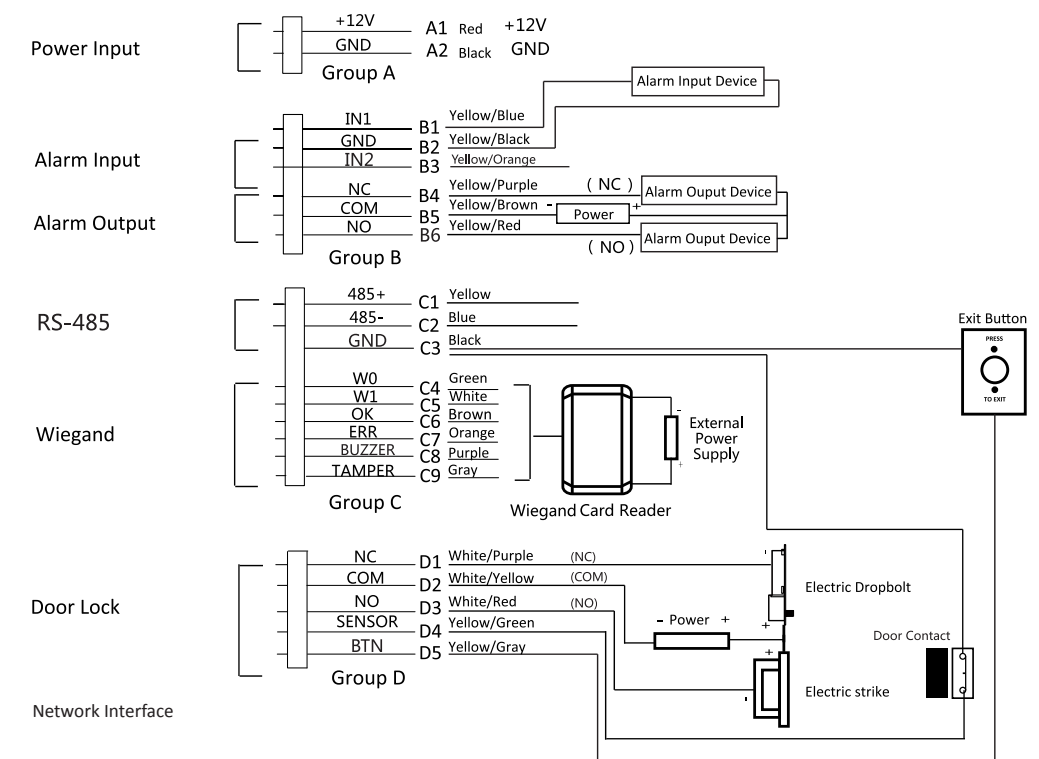 Power Input
+12V A1 Red +12V
GND A2 Black GND
Group A
Alarm Input Device
IN1 B1 Yellow/Blue
GND B2 Yellow/Black
Alarm Input
IN2 B3 Yellow/Orange
NC B4 Yellow/Purple ( NC ) Alarm Ouput Device
Alarm Output
COM B5 Yellow/Brown - Power +
NO B6 Yellow/Red ( NO ) Alarm Ouput Device
Group B
RS-485
485+ C1 Yellow
485- C2 Blue
GND C3 Black
Exit Button
PRESS
TO EXIT
Wiegand
W0 C4 Green
W1 C5 White
OK C6 Brown
ERR C7 Orange
BUZZER C8 Purple
TAMPER C9 Gray
Group C
Wiegand Card Reader
-
External
Power
Supply
+
Door Lock
NC D1 White/Purple (NC)
COM D2 White/Yellow (COM)
NO D3 White/Red (NO)
SENSOR D4 Yellow/Green
BTN D5 Yellow/Gray
Group D
-
Electric Dropbolt
+
- Power +
+
-
Electric strike
Door Contact
Network Interface